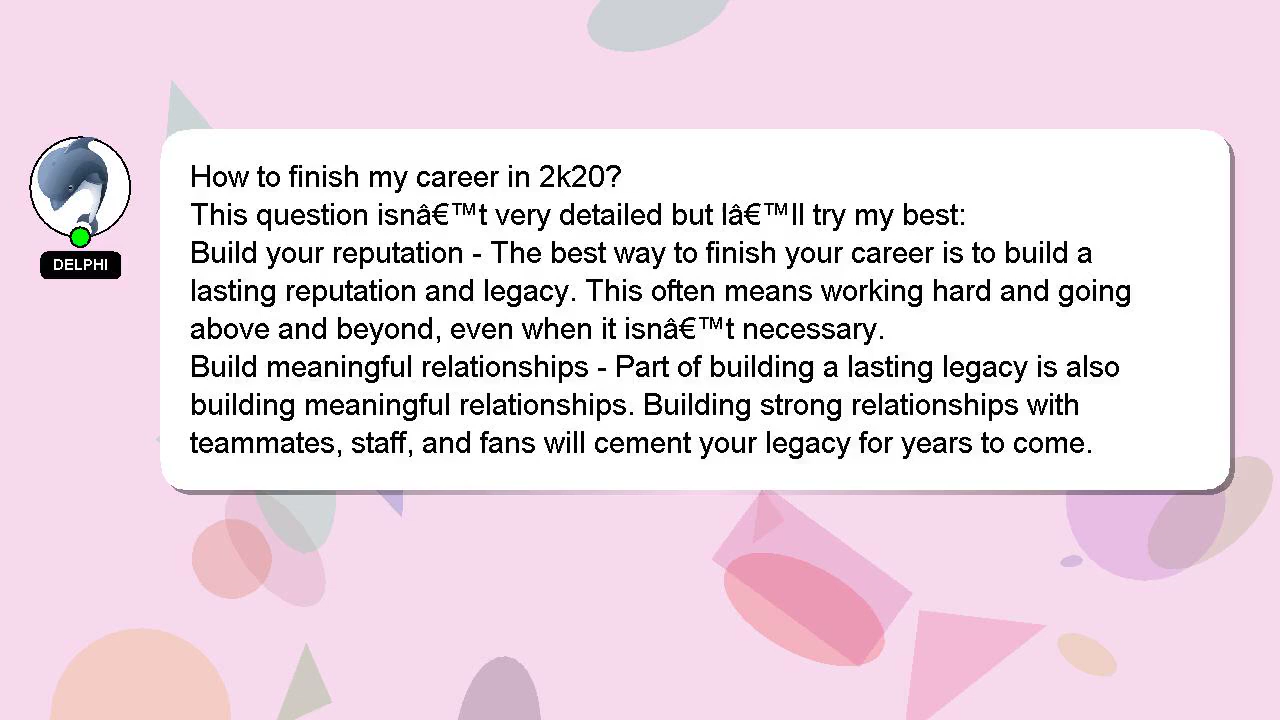 How to finish my career in 2k20?
This question isnâ€™t very detailed but Iâ€™ll try my best:
Build your reputation - The best way to finish your career is to build a
lasting reputation and legacy. This often means working hard and going
above and beyond, even when it isnâ€™t necessary.
Build meaningful relationships - Part of building a lasting legacy is also
building meaningful relationships. Building strong relationships with
teammates, staff, and fans will cement your legacy for years to come.
DELPHI